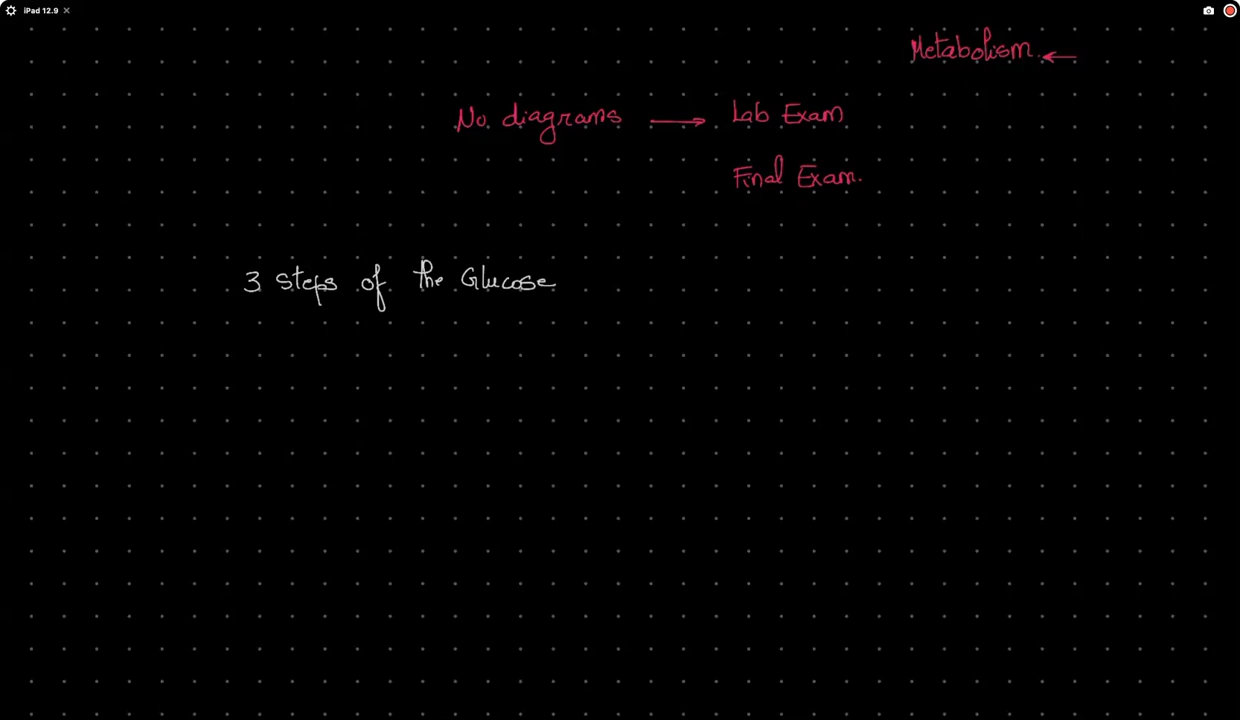 iPad 12.9
Metabolism ←
No diagrams → Lab Exam
Final Exam.
3 steps of the Glucose